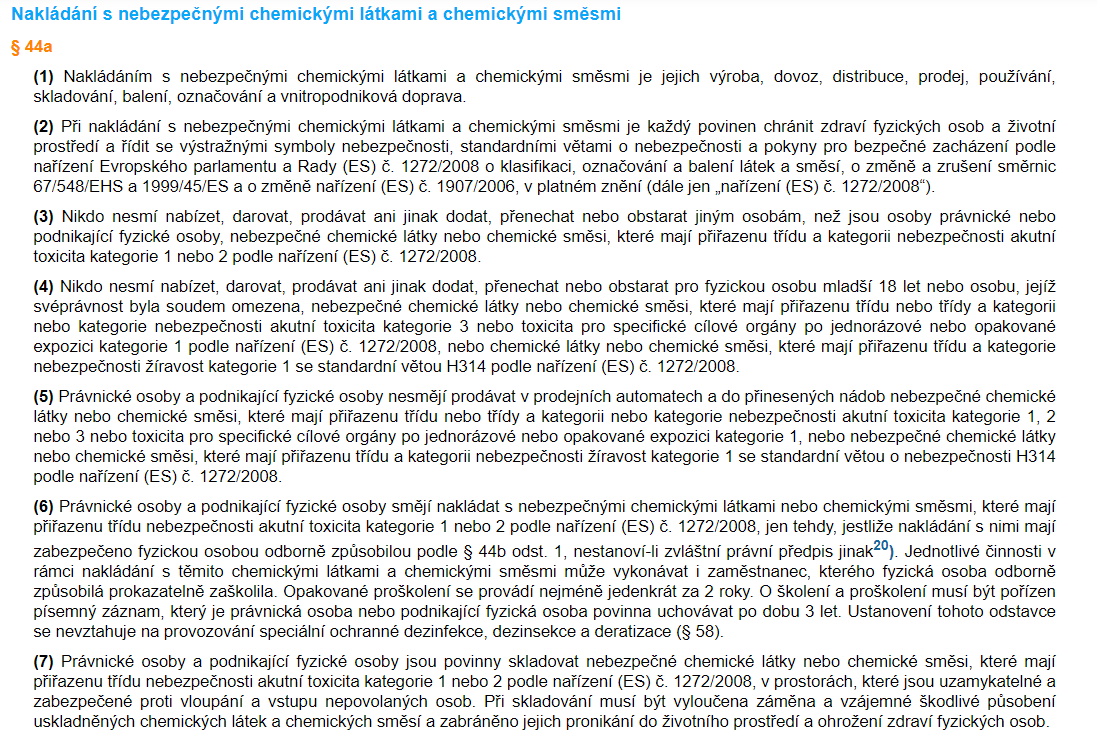 Nakládání s nebezpečnými chemickými látkami a chemickými směsmi
§ 44a
(1) Nakládáním s nebezpečnými chemickými látkami a chemickými směsmi je jejich výroba, dovoz, distribuce, prodej, používání,
skladování, balení, označování a vnitropodniková doprava.
(2) Při nakládání s nebezpečnými chemickými látkami a chemickými směsmi je každý povinen chránit zdraví fyzických osob a životní
prostředí a řídit se výstražnými symboly nebezpečnosti, standardními větami o nebezpečnosti a pokyny pro bezpečné zacházení podle
nařízení Evropského parlamentu a Rady (ES) č. 1272/2008 o klasifikaci, označování a balení látek a směsí, o změně a zrušení směrnic
67/548/EHS a 1999/45/ES a o změně nařízení (ES) č. 1907/2006, v platném znění (dále jen „nařízení (ES) č. 1272/2008“).
(3) Nikdo nesmí nabízet, darovat, prodávat ani jinak dodat, přenechat nebo obstarat jiným osobám, než jsou osoby právnické nebo
podnikající fyzické osoby, nebezpečné chemické látky nebo chemické směsi, které mají přiřazenu třídu a kategorii nebezpečnosti akutní
toxicita kategorie 1 nebo 2 podle nařízení (ES) č. 1272/2008.
(4) Nikdo nesmí nabízet, darovat, prodávat ani jinak dodat, přenechat nebo obstarat pro fyzickou osobu mladší 18 let nebo osobu, jejíž
svéprávnost byla soudem omezena, nebezpečné chemické látky nebo chemické směsi, které mají přiřazenu třídu nebo třídy a kategorii
nebo kategorie nebezpečnosti akutní toxicita kategorie 3 nebo toxicita pro specifické cílové orgány po jednorázové nebo opakované
expozici kategorie 1 podle nařízení (ES) č. 1272/2008, nebo chemické látky nebo chemické směsi, které mají přiřazenu třídu a kategorii
nebezpečnosti žíravost kategorie 1 se standardní větou H314 podle nařízení (ES) č. 1272/2008.
(5) Právnické osoby a podnikající fyzické osoby nesmějí prodávat v prodejních automatech a do přinesených nádob nebezpečné chemické
látky nebo chemické směsi, které mají přiřazenu třídu nebo třídy a kategorii nebo kategorie nebezpečnosti akutní toxicita kategorie 1, 2
nebo 3 nebo toxicita pro specifické cílové orgány po jednorázové nebo opakované expozici kategorie 1, nebo nebezpečné chemické látky
nebo chemické směsi, které mají přiřazenu třídu a kategorii nebezpečnosti žíravost kategorie 1 se standardní větou o nebezpečnosti H314
podle nařízení (ES) č. 1272/2008.
(6) Právnické osoby a podnikající fyzické osoby smějí nakládat s nebezpečnými chemickými látkami nebo chemickými směsmi, které mají
přiřazenu třídu nebezpečnosti akutní toxicita kategorie 1 nebo 2 podle nařízení (ES) č. 1272/2008, jen tehdy, jestliže nakládání s nimi mají
zabezpečeno fyzickou osobou odborně způsobilou podle § 44b odst. 1, nestanoví-li zvláštní právní předpis jinak20). Jednotlivé činnosti v
rámci nakládání s těmito chemickými látkami a chemickými směsmi může vykonávat i zaměstnanec, kterého fyzická osoba odborně
způsobilá prokazatelně zaškolila. Opakované proškolení se provádí nejméně jedenkrát za 2 roky. O školení a proškolení musí být pořízen
písemný záznam, který je právnická osoba nebo podnikající fyzická osoba povinna uchovávat po dobu 3 let. Ustanovení tohoto odstavce
se nevztahuje na provozování speciální ochranné dezinfekce, dezinsekce a deratizace (§ 58).
(7) Právnické osoby a podnikající fyzické osoby jsou povinny skladovat nebezpečné chemické látky nebo chemické směsi, které mají
přiřazenu třídu nebezpečnosti akutní toxicita kategorie 1 nebo 2 podle nařízení (ES) č. 1272/2008, v prostorách, které jsou uzamykatelné a
zabezpečené proti vloupání a vstupu nepovolaných osob. Při skladování musí být vyloučena záměna a vzájemné škodlivé působení
uskladněných chemických látek a chemických směsí a zabráněno jejich pronikání do životního prostředí a ohrožení zdraví fyzických osob.